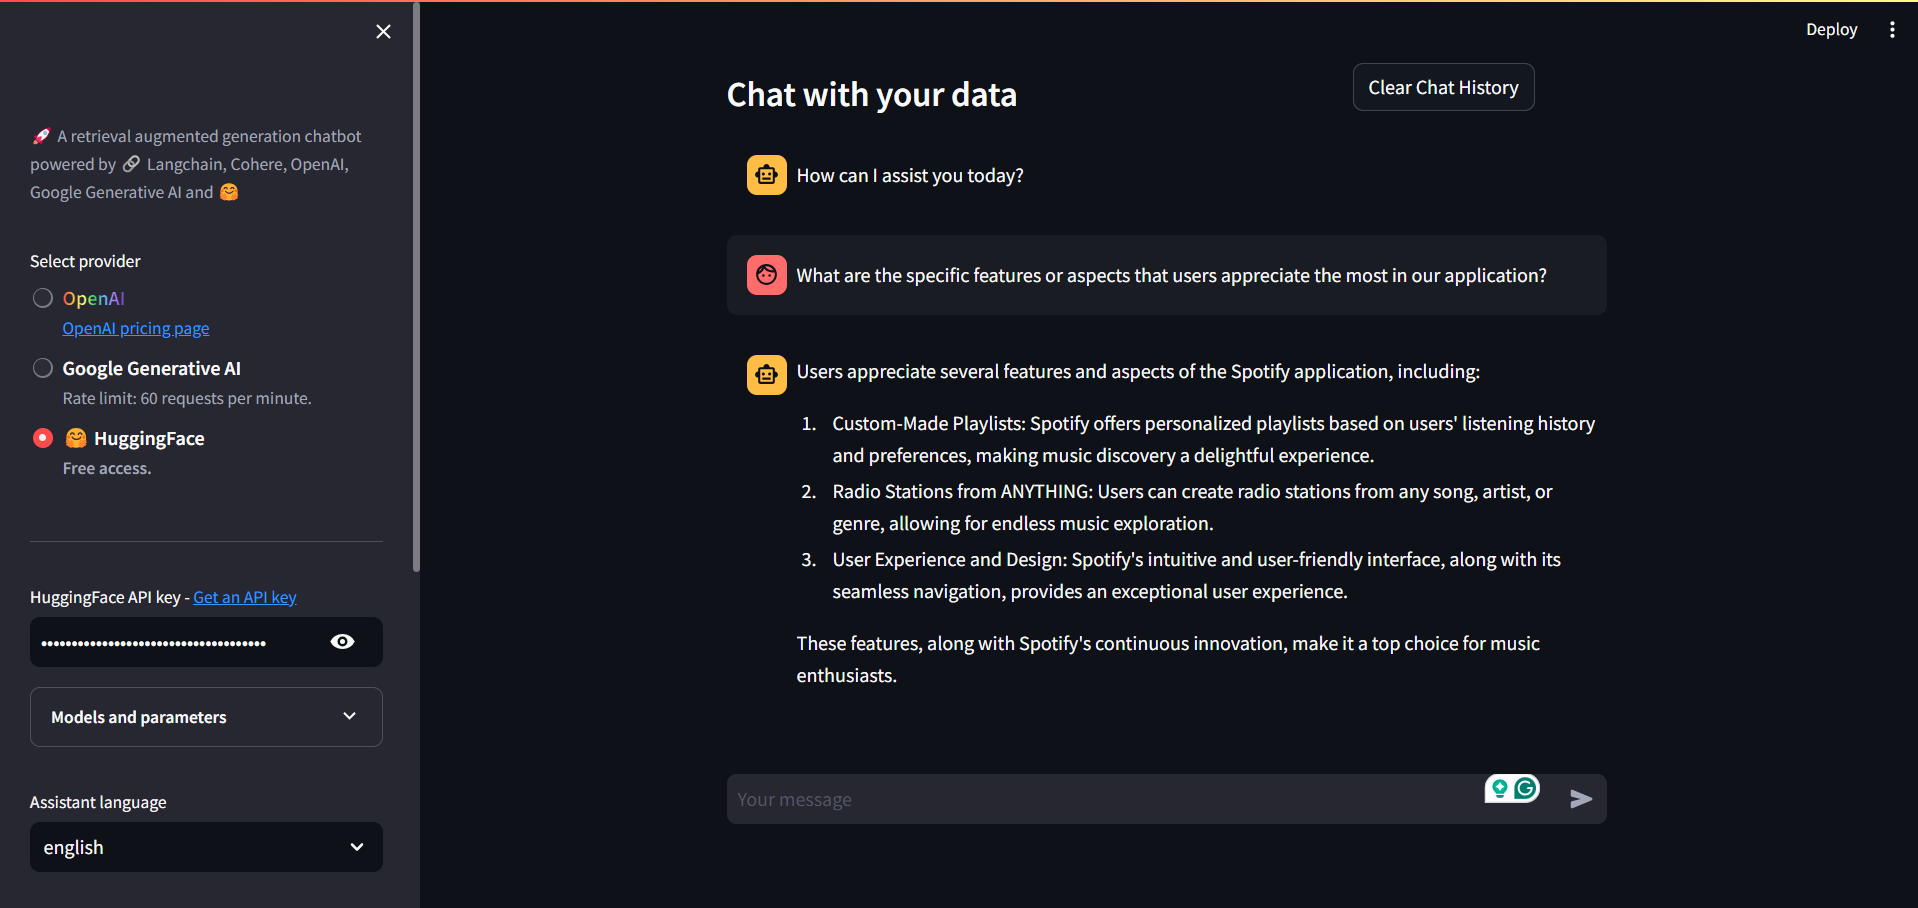 🚀 A retrieval augmented generation chatbot
powered by 🔗 Langchain, Cohere, OpenAI,
Google Generative AI and 🤗
Select provider
OpenAI
OpenAI pricing page
Google Generative AI
Rate limit: 60 requests per minute.
🤗 HuggingFace
Free access.
HuggingFace API key - Get an API key
Models and parameters
Assistant language
english
Deploy
Chat with your data
Clear Chat History
How can I assist you today?
What are the specific features or aspects that users appreciate the most in our application?
Users appreciate several features and aspects of the Spotify application, including:
1. Custom-Made Playlists: Spotify offers personalized playlists based on users' listening history
and preferences, making music discovery a delightful experience.
2. Radio Stations from ANYTHING: Users can create radio stations from any song, artist, or
genre, allowing for endless music exploration.
3. User Experience and Design: Spotify's intuitive and user-friendly interface, along with its
seamless navigation, provides an exceptional user experience.
These features, along with Spotify's continuous innovation, make it a top choice for music
enthusiasts.
Your message